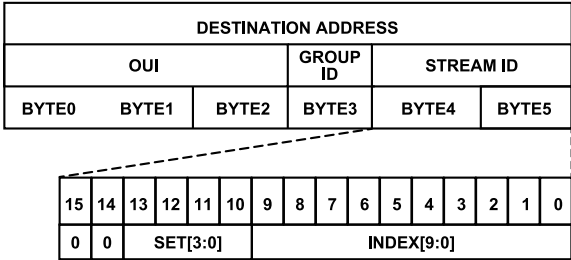 DESTINATION ADDRESS
OUI GROUP ID STREAM ID
BYTE0 BYTE1 BYTE2 BYTE3 BYTE4 BYTE5
15 14 13 12 11 10 9 8 7 6 5 4 3 2 1 0
0 0 SET[3:0] INDEX[9:0]